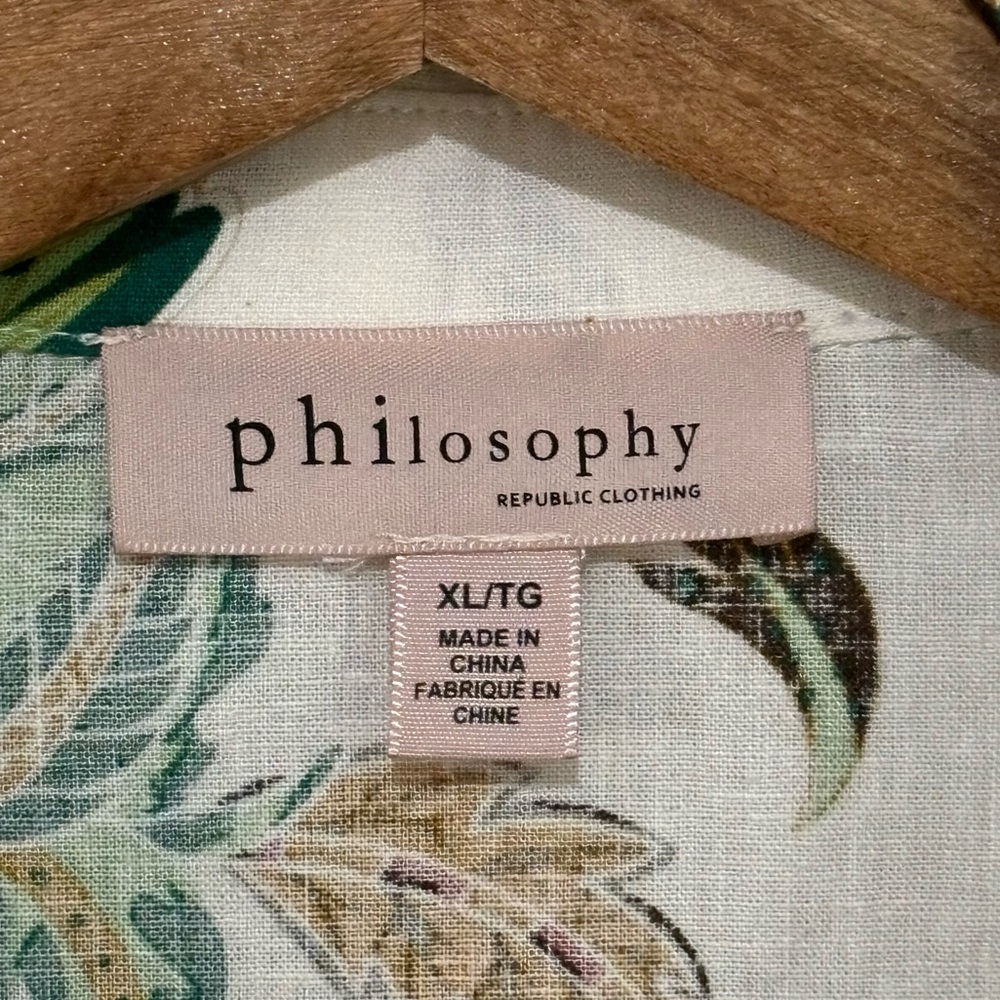 philosophy
REPUBLIC CLOTHING
XL/TG
MADE IN
CHINA
FABRIQUÉ EN
CHINE